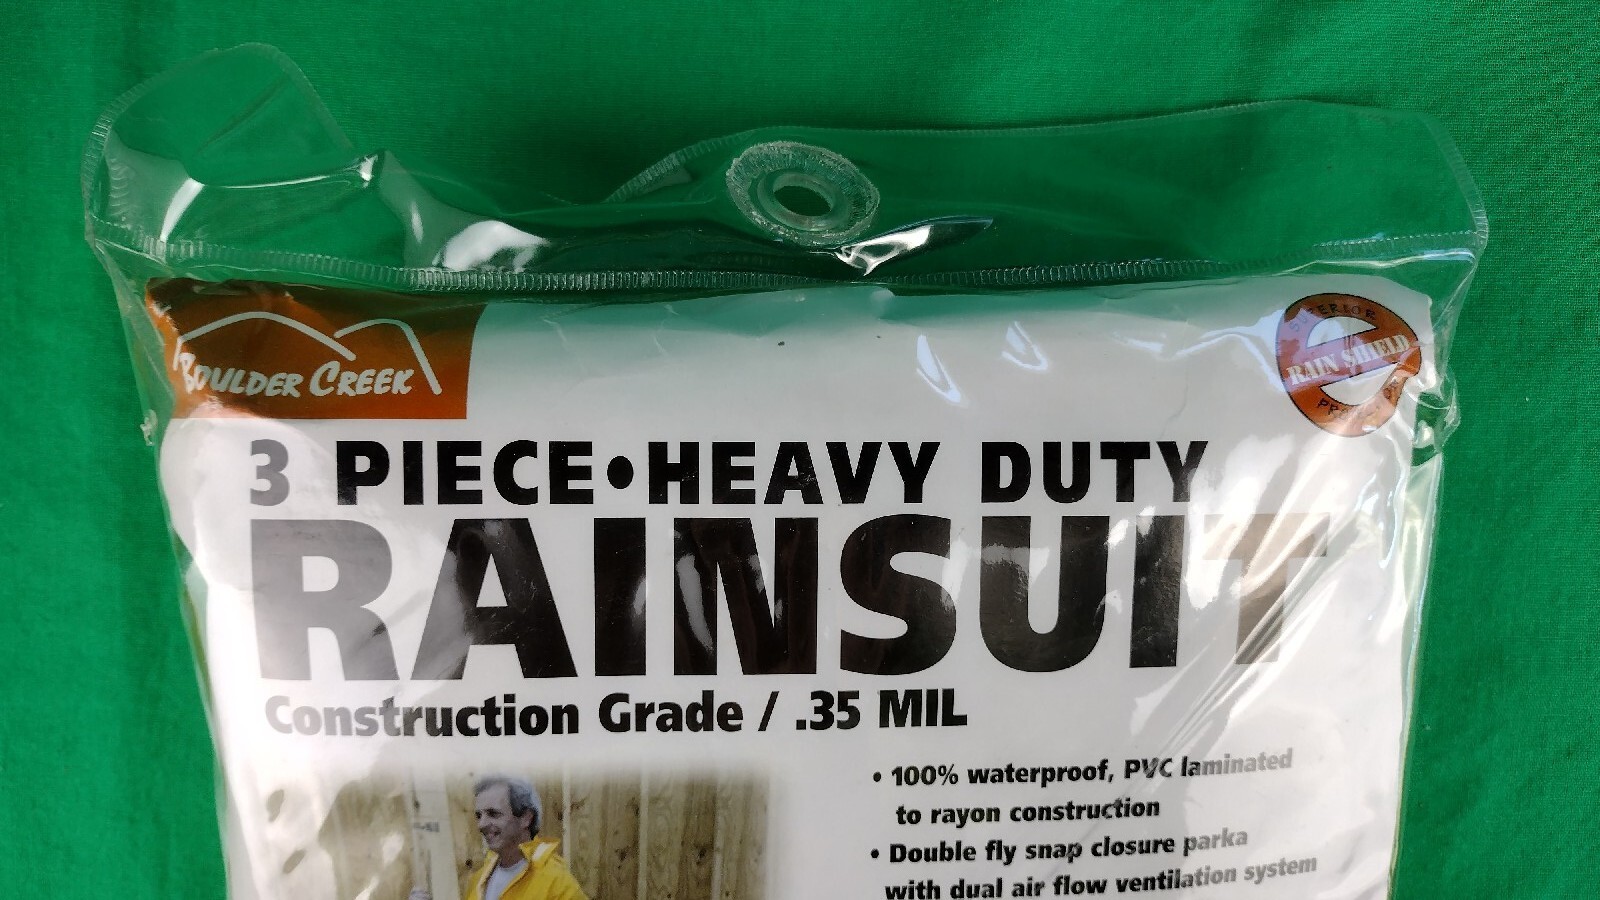 BOULDER CREEK
SUPERIOR
RAIN SHIELD
3 PIECE•HEAVY DUTY
RAINSUIT
Construction Grade / .35 MIL
• 100% waterproof, PVC laminated
to rayon construction
• Double fly snap closure parka
with dual air flow ventilation system